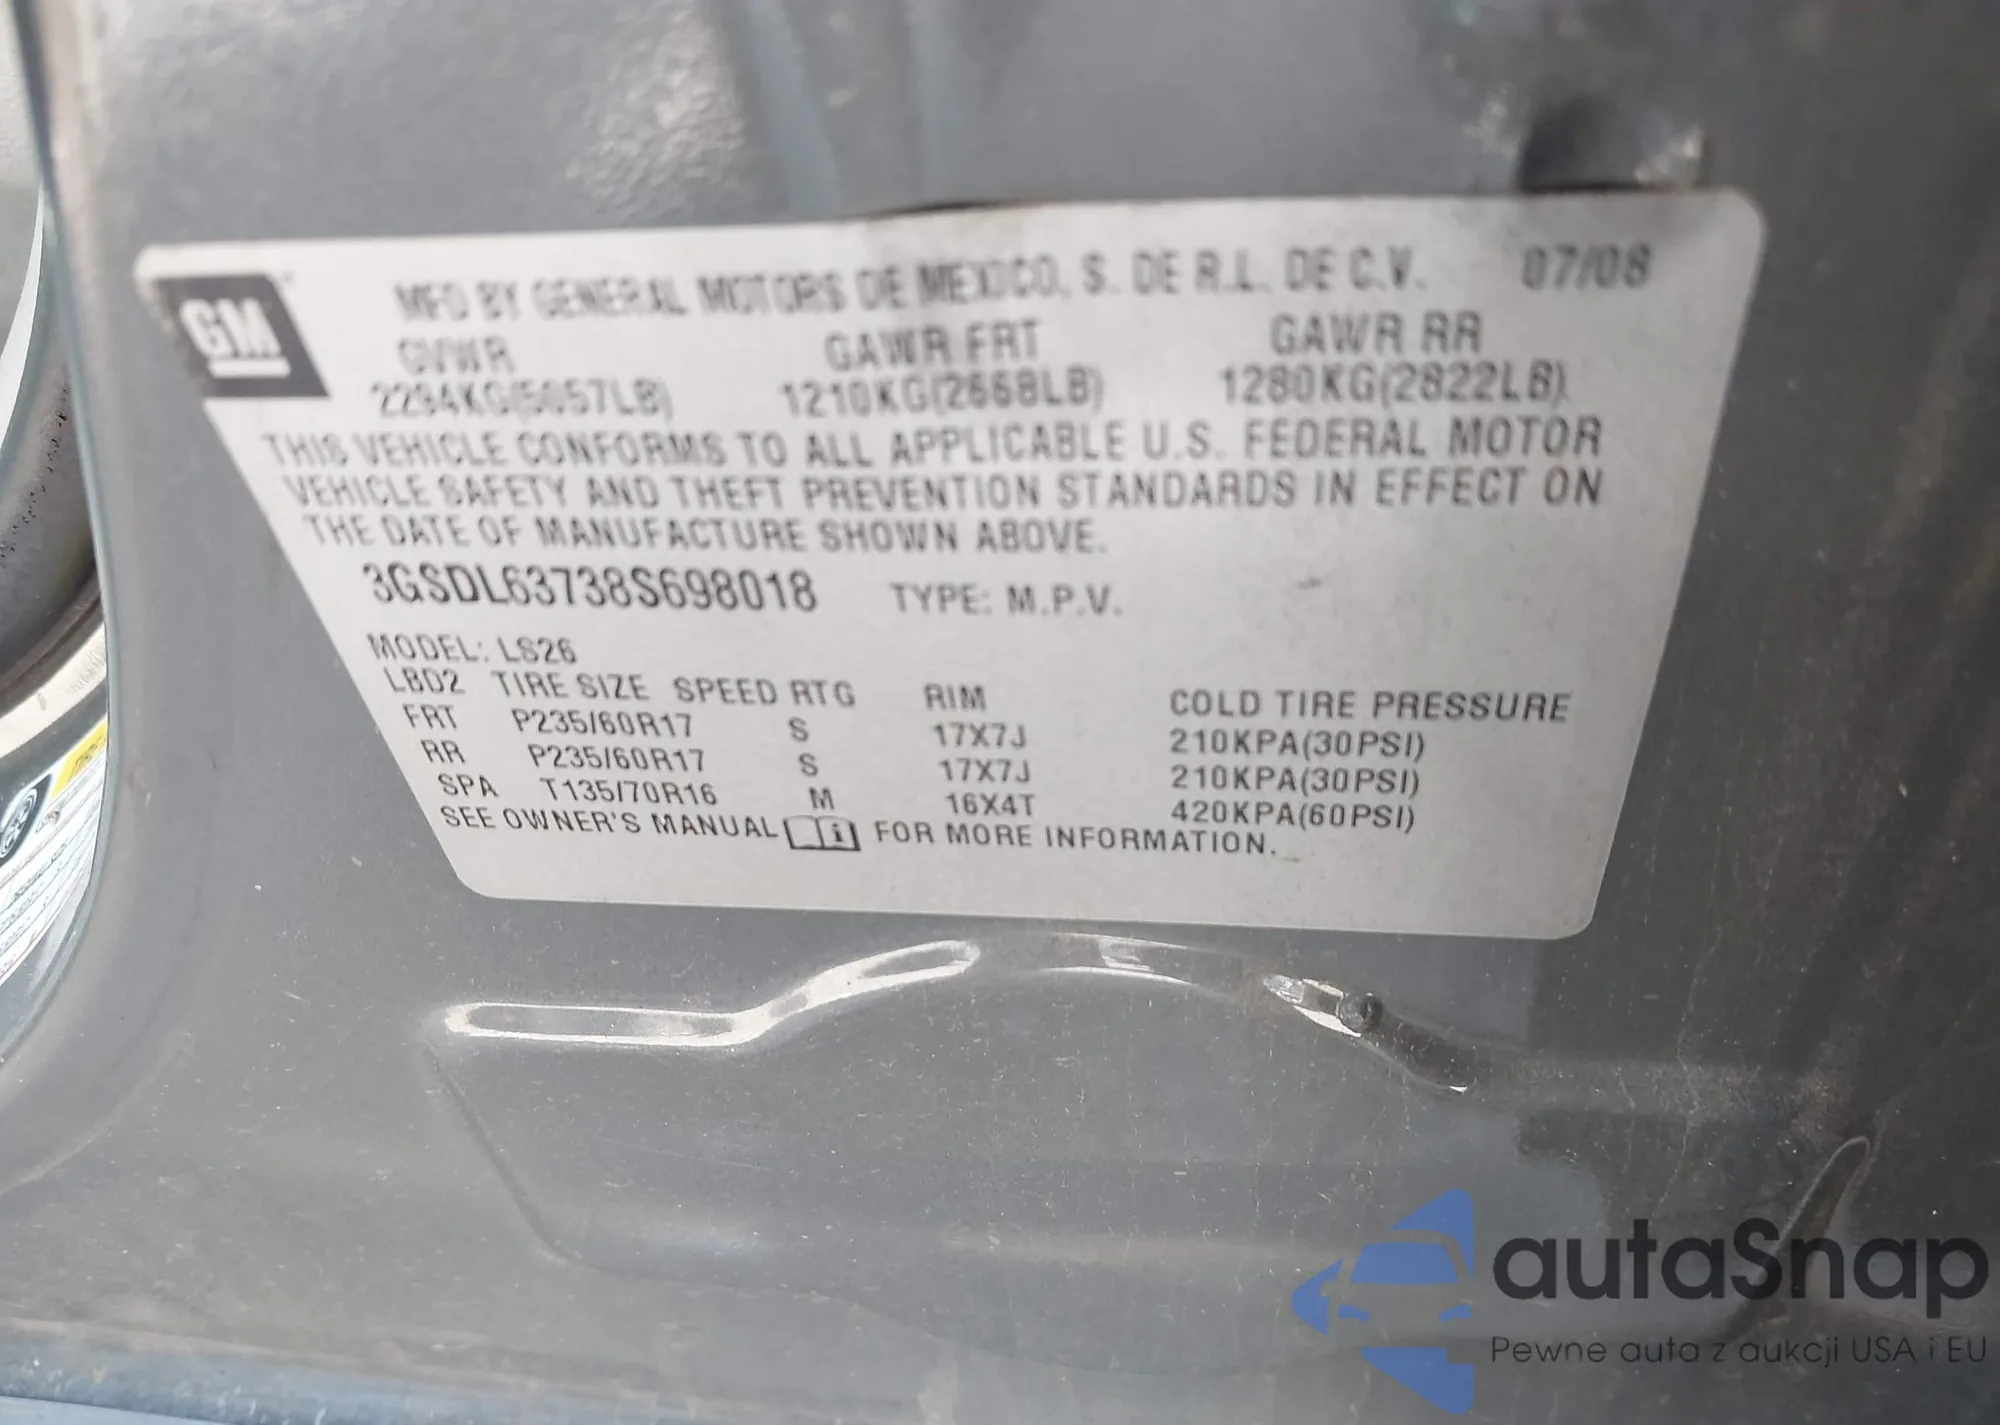 GM
MFD BY GENERAL MOTORS DE MEXICO, S. DE R.L. DE C.V. 07/08
GVWR GAWR FRT GAWR RR
2294KG(5057LB) 1210KG(2668LB) 1280KG(2822LB)
THIS VEHICLE CONFORMS TO ALL APPLICABLE U.S. FEDERAL MOTOR
VEHICLE SAFETY AND THEFT PREVENTION STANDARDS IN EFFECT ON
THE DATE OF MANUFACTURE SHOWN ABOVE.
3GSDL63738S698018 TYPE: M.P.V.
MODEL: LS26
LBD2 TIRE SIZE SPEED RTG RIM COLD TIRE PRESSURE
FRT P235/60R17 S 17X7J 210KPA(30PSI)
RR P235/60R17 S 17X7J 210KPA(30PSI)
SPA T135/70R16 M 16X4T 420KPA(60PSI)
SEE OWNER'S MANUAL i FOR MORE INFORMATION.
autaSnap
Pewne auta z aukcji USA i EU